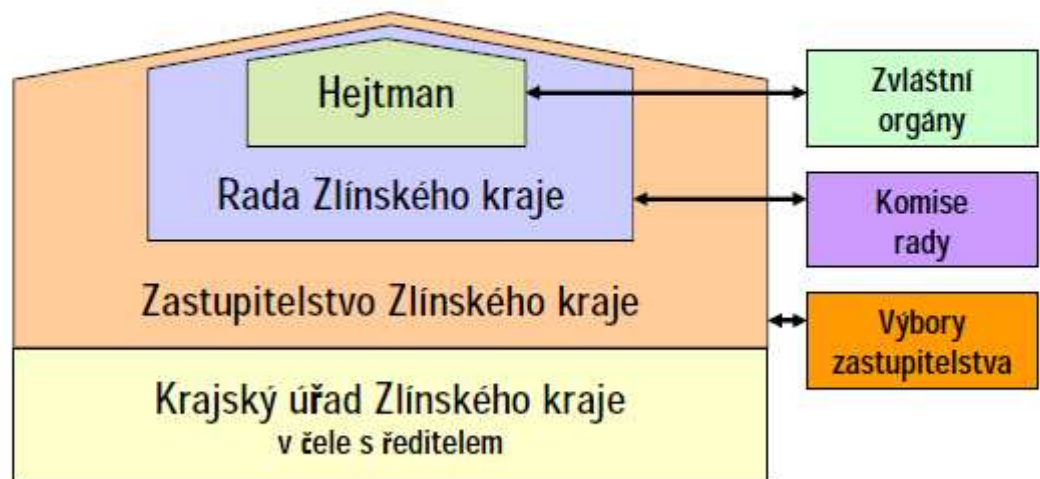 Hejtman
Zvláštní
orgány
Rada Zlínského kraje
Komise
rady
Zastupitelstvo Zlínského kraje
Výbory
zastupitelstva
Krajský úřad Zlínského kraje
v čele s ředitelem